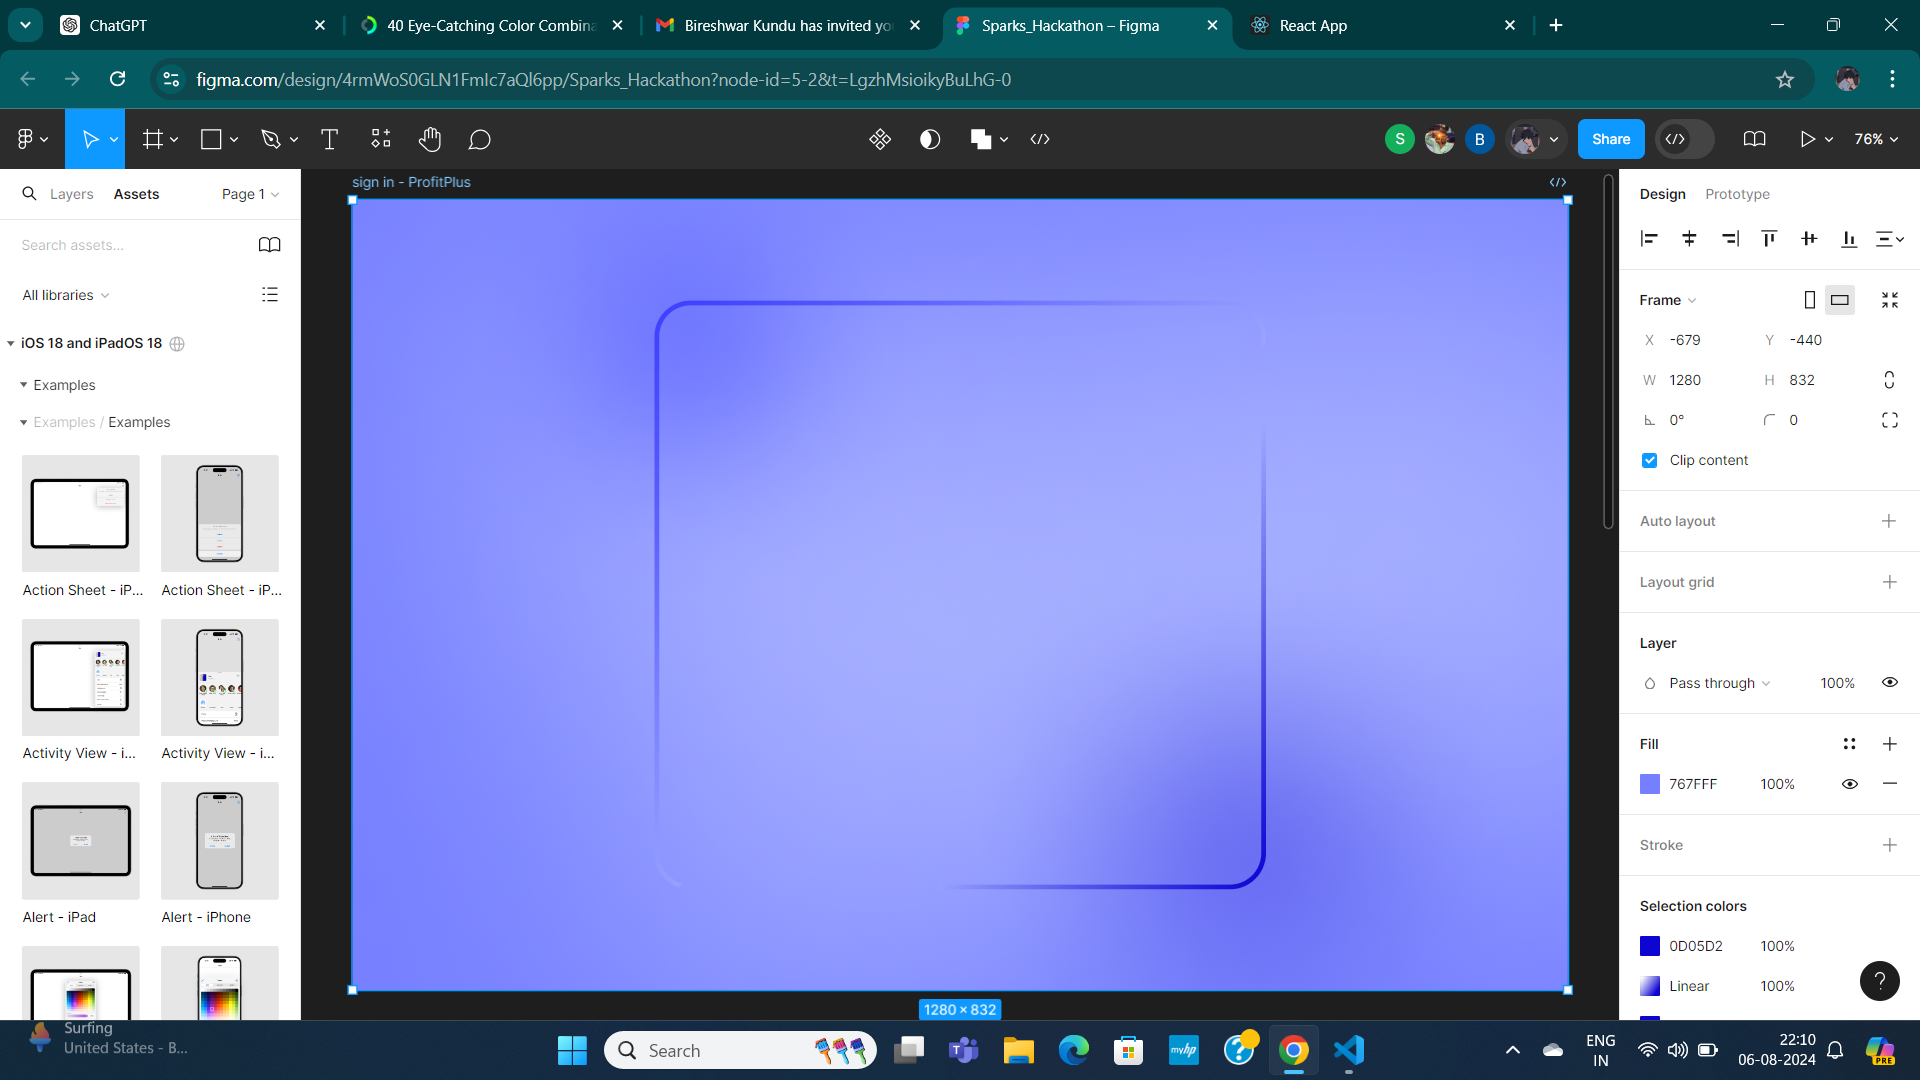 ChatGPT
40 Eye-Catching Color Combina
Bireshwar Kundu has invited yo
Sparks_Hackathon – Figma
React App
figma.com/design/4rmWoS0GLN1FmIc7aQl6pp/Sparks_Hackathon?node-id=5-2&t=LgzhMsioikyBuLhG-0
S
B
Share
76%
Layers
Assets
Page 1
Search assets...
All libraries
iOS 18 and iPadOS 18
Examples
Examples / Examples
Action Sheet - iP...
Action Sheet - iP...
Activity View - i...
Activity View - i...
Alert - iPad
Alert - iPhone
sign in - ProfitPlus
1280 × 832
Design
Prototype
Frame
X -679
Y -440
W 1280
H 832
0°
0
Clip content
Auto layout
Layout grid
Layer
Pass through
100%
Fill
767FFF
100%
Stroke
Selection colors
0D05D2
100%
Linear
100%
?
Surfing
United States - B...
Search
myhp
ENG
IN
22:10
06-08-2024
PRE